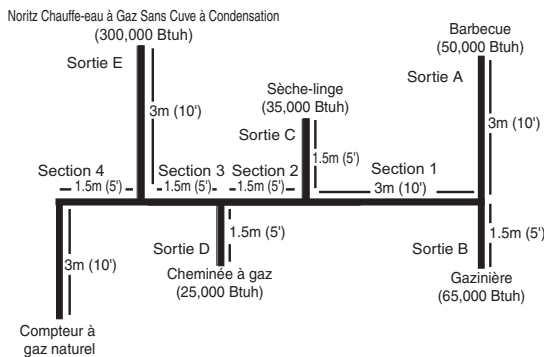 Noritz Chauffe-eau à Gaz Sans Cuve à Condensation
(300,000 Btuh)
Sortie E
3m (10')
Barbecue
(50,000 Btuh)
Sortie A
3m (10')
Sèche-linge
(35,000 Btuh)
Sortie C
1.5m (5')
Section 4
1.5m (5')
Section 3
1.5m (5')
Section 2
1.5m (5')
Section 1
3m (10')
3m (10')
Compteur à
gaz naturel
1.5m (5')
Sortie D
Cheminée à gaz
(25,000 Btuh)
1.5m (5')
Sortie B
Gazinière
(65,000 Btuh)